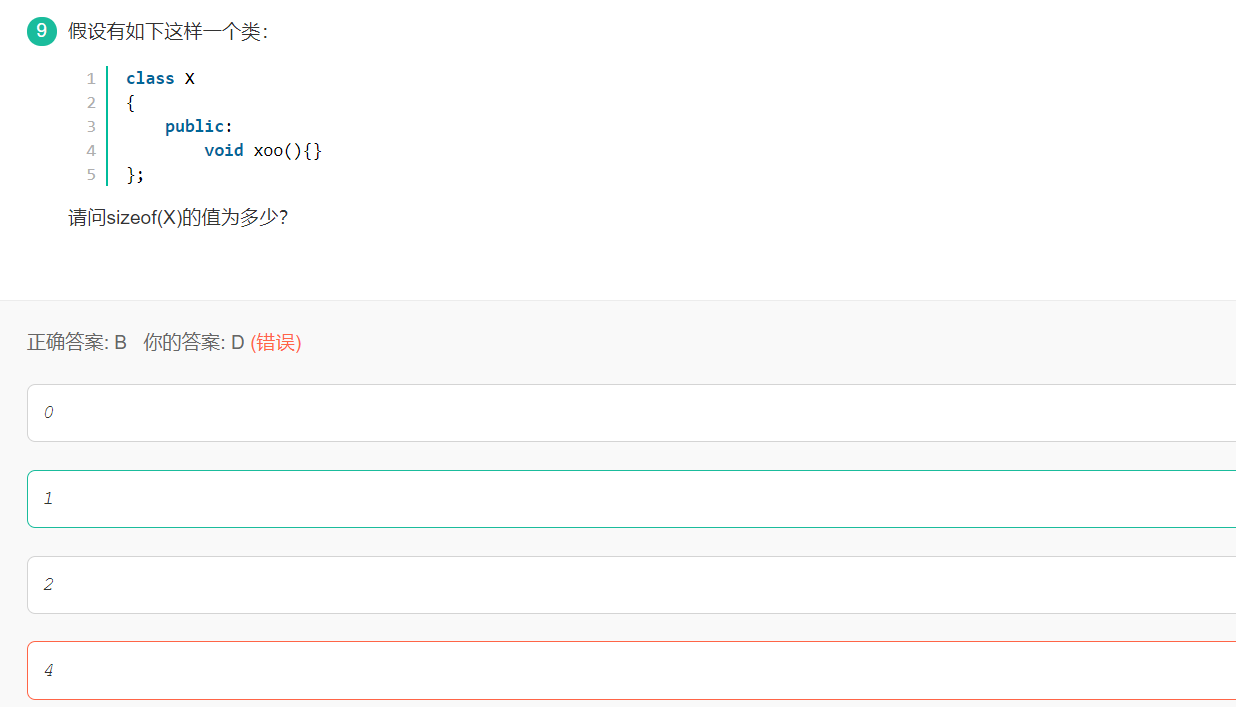 9 假设有如下这样一个类：
1 class X
2 {
3     public:
4         void xoo(){}
5 };
请问sizeof(X)的值为多少？
正确答案: B 你的答案: D (错误)
0
1
2
4